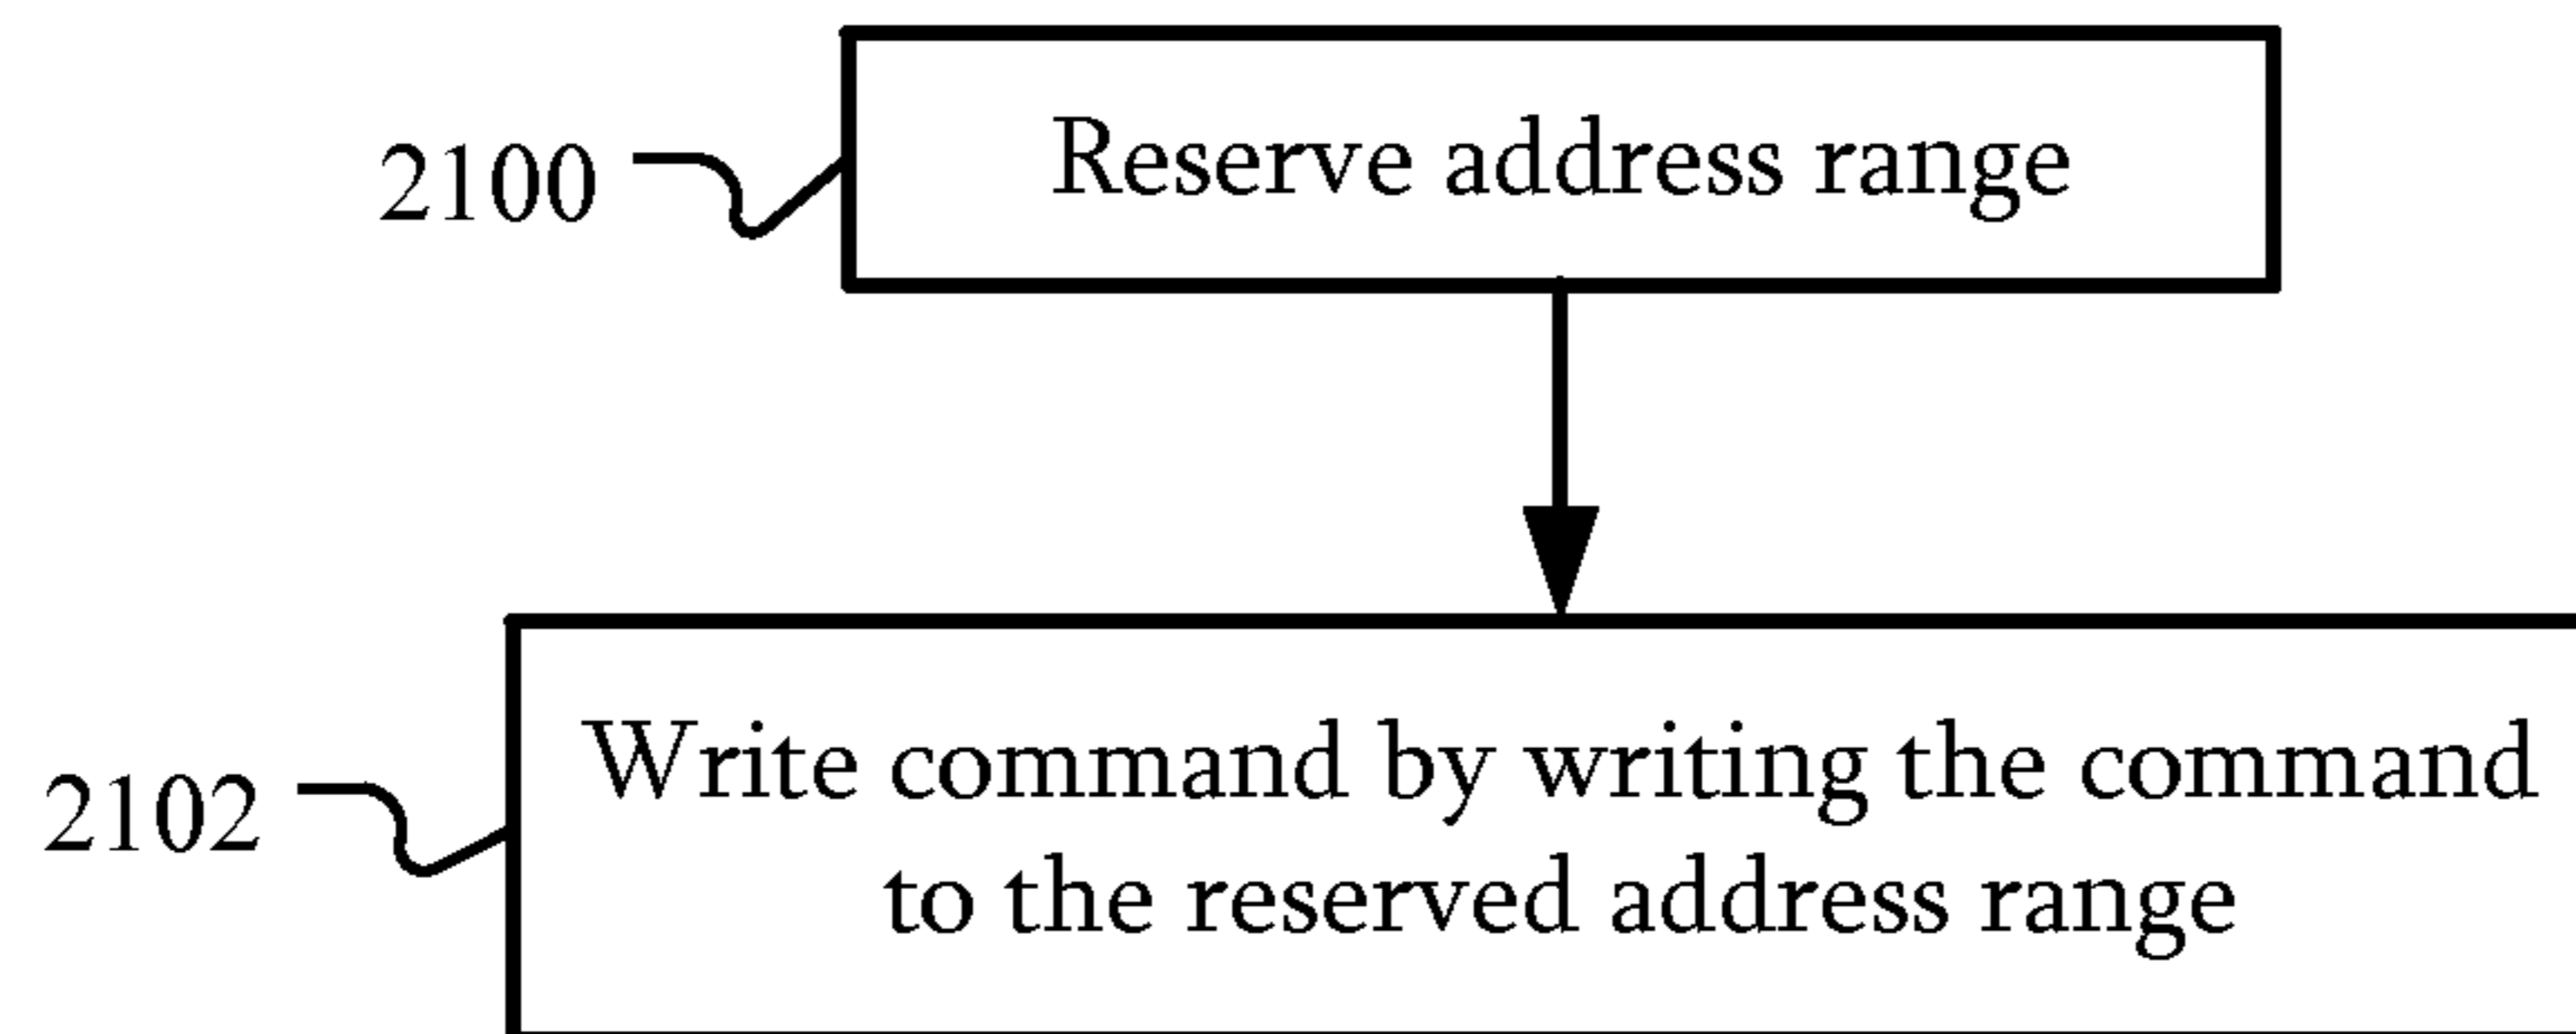 2100
Reserve address range
2102
Write command by writing the command
to the reserved address range